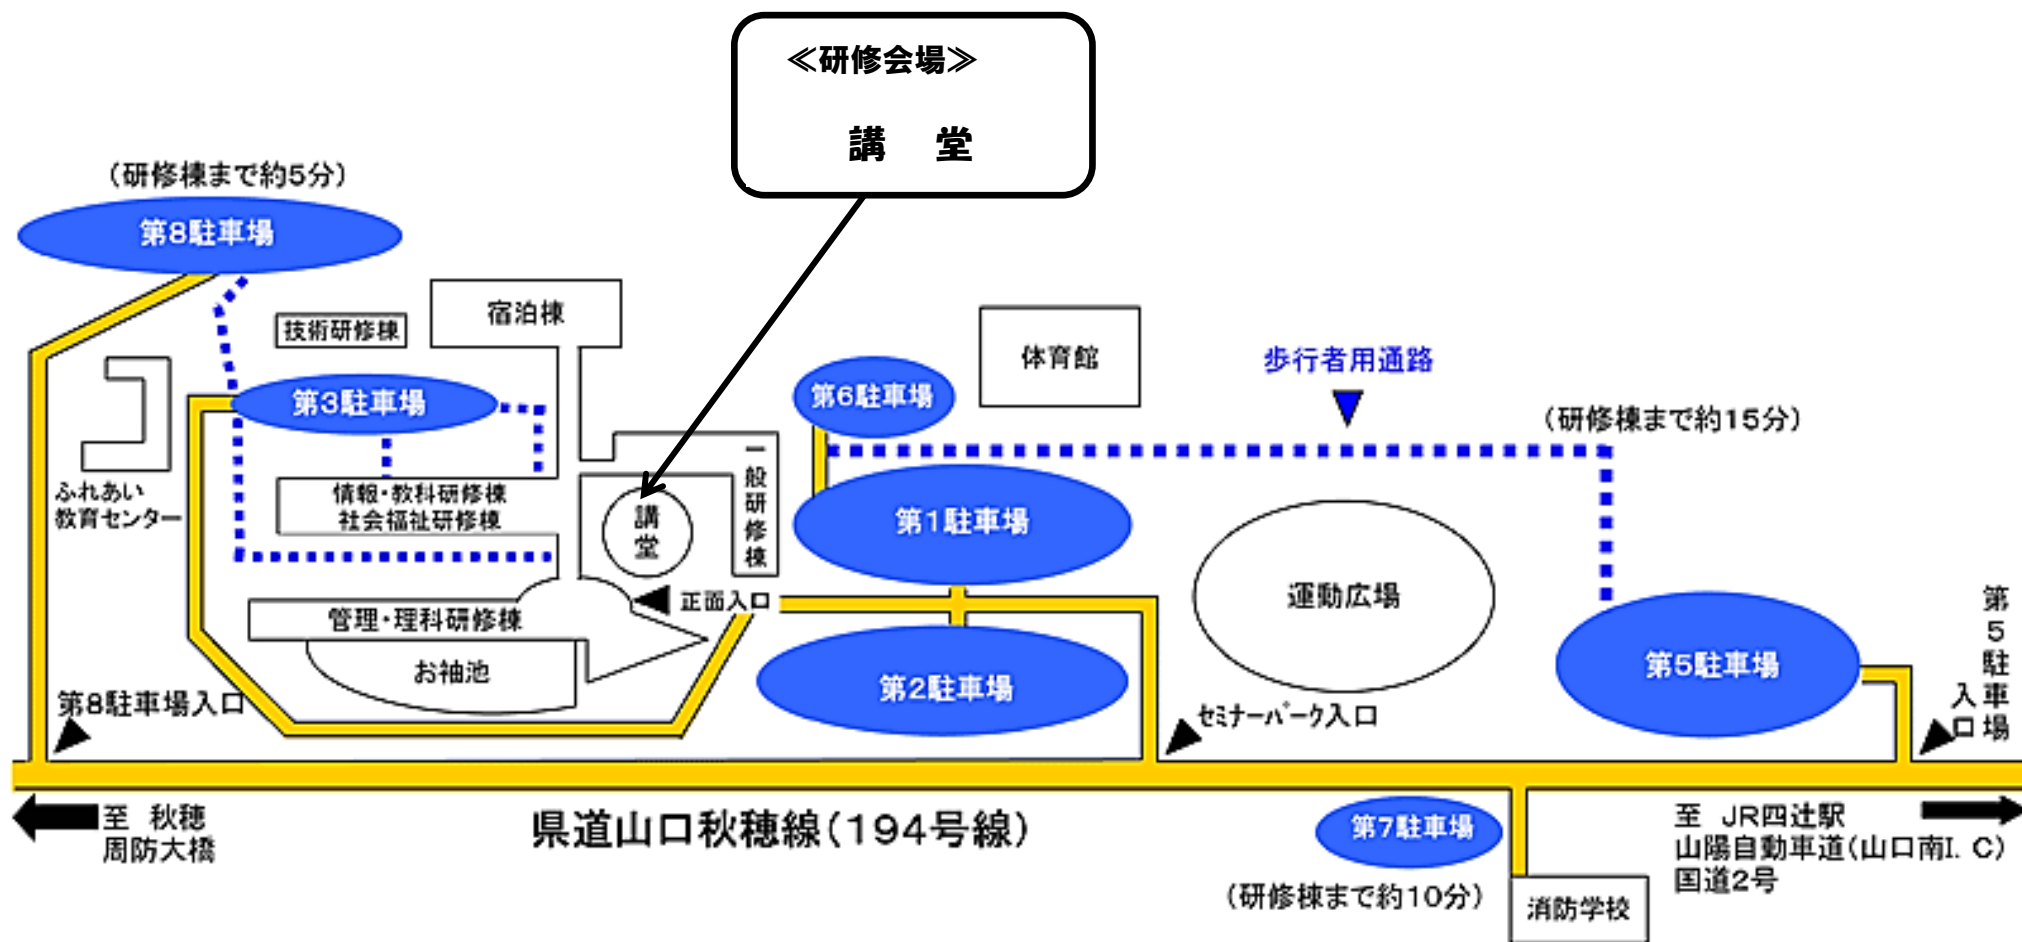 ≪研修会場≫
講 堂
(研修棟まで約5分)
第8駐車場
技術研修棟
宿泊棟
体育館
歩行者用通路
第3駐車場
第6駐車場
(研修棟まで約15分)
ふれあい
教育センター
情報・教科研修棟
社会福祉研修棟
講堂
一般研修棟
第1駐車場
運動広場
正面入口
管理・理科研修棟
お袖池
第2駐車場
第5駐車場
第5駐車場
入口
第8駐車場入口
セミナーパーク入口
至 秋穂
周防大橋
県道山口秋穂線(194号線)
第7駐車場
(研修棟まで約10分)
消防学校
至 JR四辻駅
山陽自動車道(山口南I.C)
国道2号